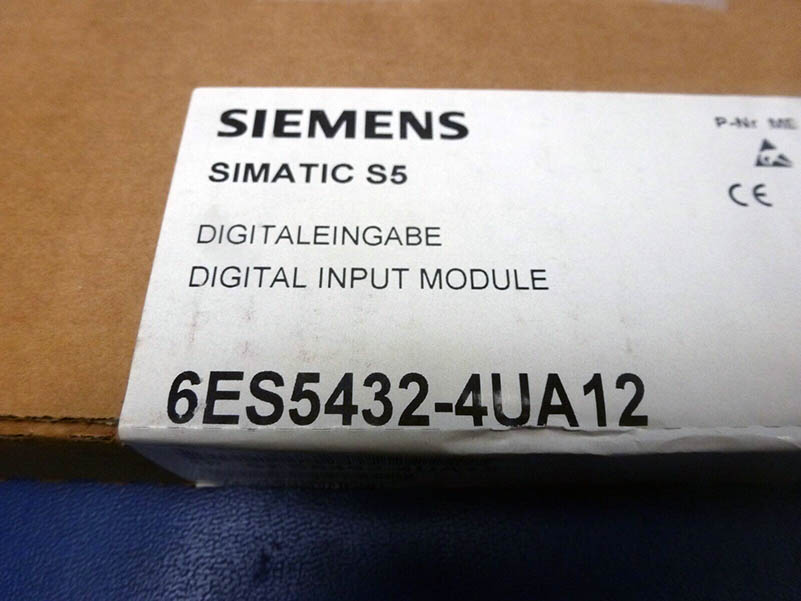 SIEMENS
SIMATIC S5
DIGITALEINGABE
DIGITAL INPUT MODULE
6ES5432-4UA12
P-Nr ME
CE